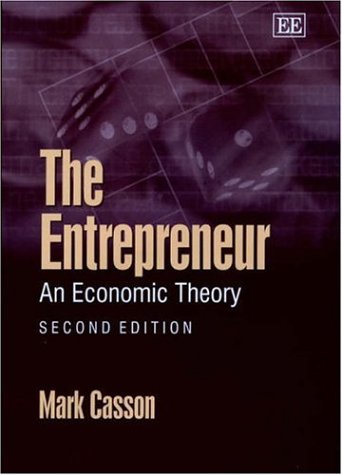 EE
The
Entrepreneur
An Economic Theory
SECOND EDITION
Mark Casson